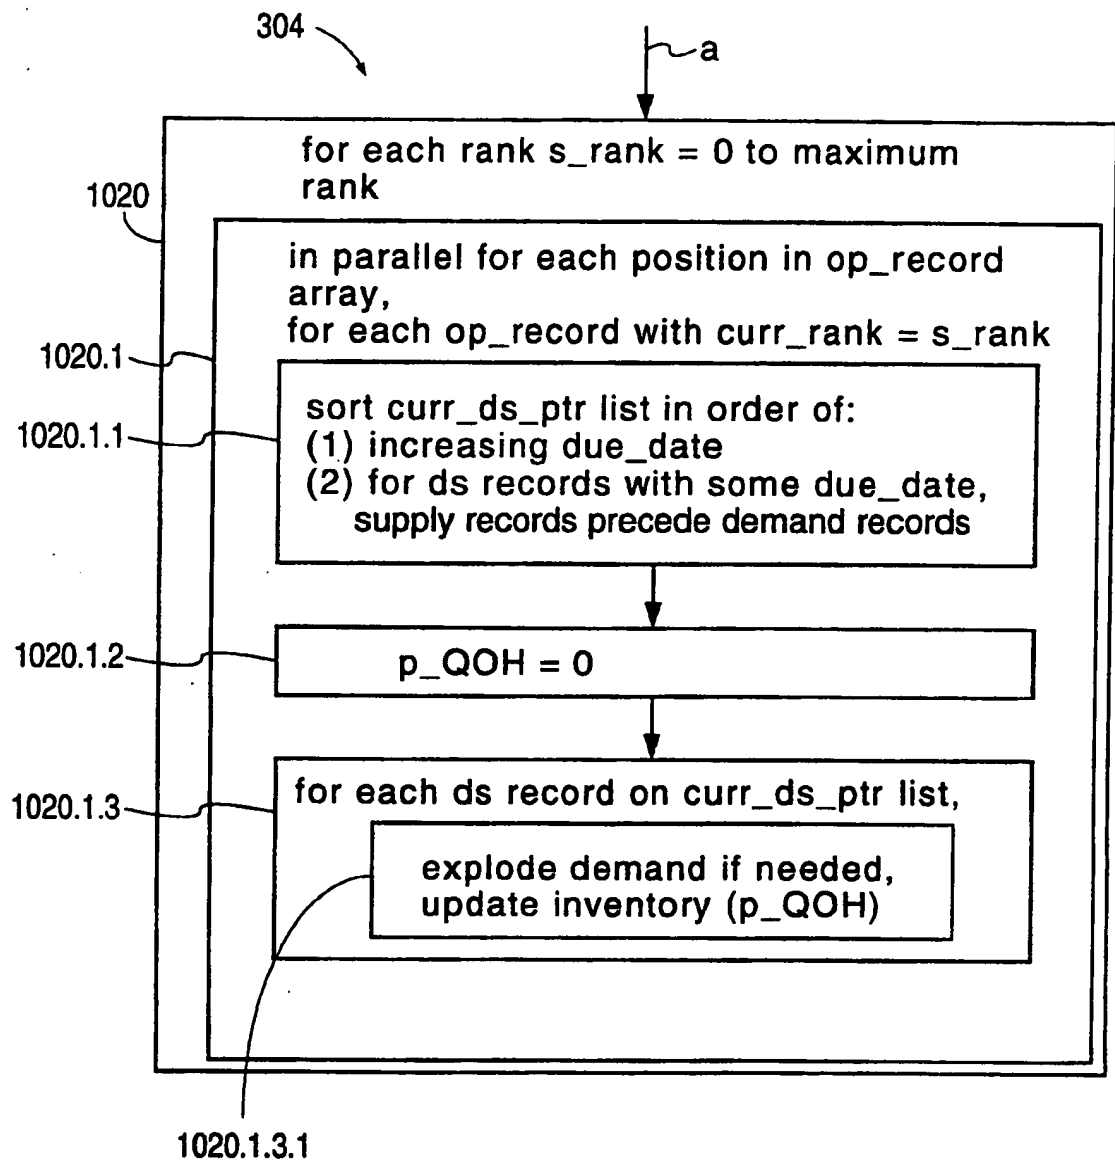 304
a
for each rank s_rank = 0 to maximum
rank
1020
in parallel for each position in op_record
array,
for each op_record with curr_rank = s_rank
1020.1
sort curr_ds_ptr list in order of:
(1) increasing due_date
(2) for ds records with some due_date,
supply records precede demand records
1020.1.1
p_QOH = 0
1020.1.2
for each ds record on curr_ds_ptr list,
1020.1.3
explode demand if needed,
update inventory (p_QOH)
1020.1.3.1